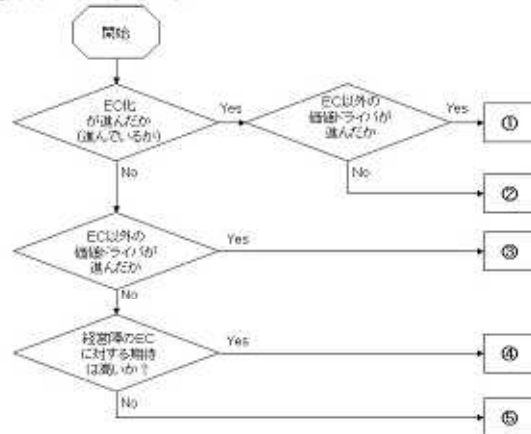 開始
EC化
が進んだか
(進んでいるか)
Yes
EC以外の
価値ドライバが
進んだか
Yes
①
No
No
②
EC以外の
価値ドライバが
進んだか
Yes
③
No
経営陣のEC
に対する期待
は高いか？
Yes
④
No
⑤